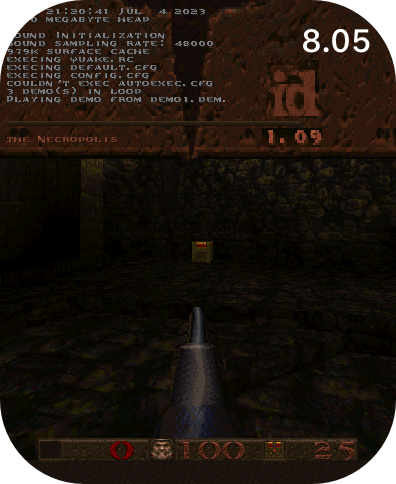 21:20:41 JUL  4 2023
0 MEGABYTE HEAP
8.05
SOUND INITIALIZATION
SOUND SAMPLING RATE: 48000
979K SURFACE CACHE
EXECING QUAKE.RC
EXECING DEFAULT.CFG
EXECING CONFIG.CFG
COULDN'T EXEC AUTOEXEC.CFG
3 DEMO(S) IN LOOP
PLAYING DEMO FROM DEMO1.DEM.
id
THE NECROPOLIS
1.09
0
100
25